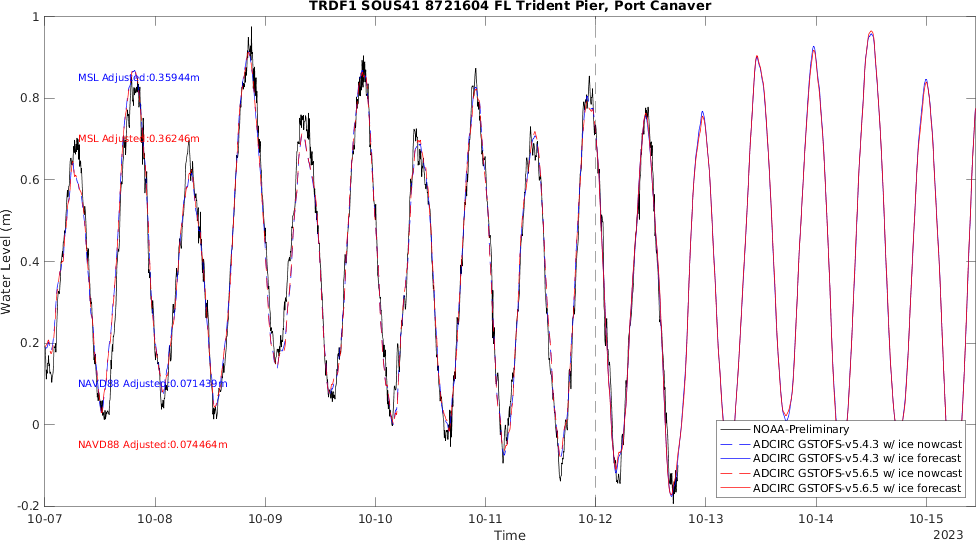 TRDF1 SOUS41 8721604 FL Trident Pier, Port Canaver
Water Level (m)
1
0.8
0.6
0.4
0.2
0
-0.2
MSL Adjusted:0.35944m
MSL Adjusted:0.36246m
NAVD88 Adjusted:0.071439m
NAVD88 Adjusted:0.074464m
NOAA-Preliminary
ADCIRC GSTOFS-v5.4.3 w/ ice nowcast
ADCIRC GSTOFS-v5.4.3 w/ ice forecast
ADCIRC GSTOFS-v5.6.5 w/ ice nowcast
ADCIRC GSTOFS-v5.6.5 w/ ice forecast
10-07 10-08 10-09 10-10 10-11 10-12 10-13 10-14 10-15
Time
2023